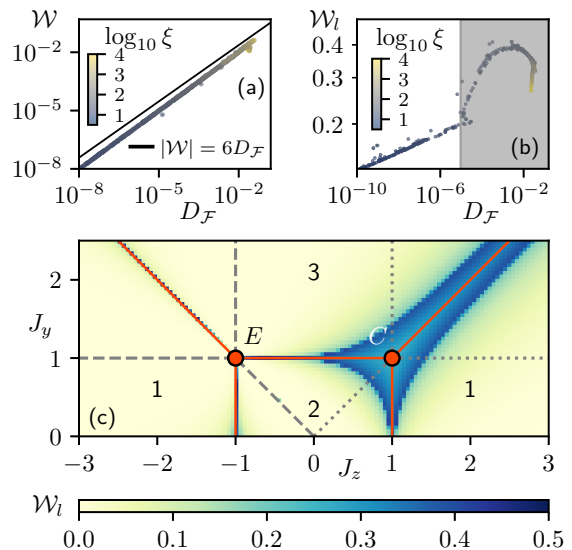 𝒲
10⁻²
10⁻⁵
10⁻⁸
log₁₀ ξ
4
3
2
1
(a)
|𝒲| = 6D_ℱ
10⁻⁸ 10⁻⁵ 10⁻²
D_ℱ
𝒲_l
0.4
0.3
0.2
log₁₀ ξ
4
3
2
1
(b)
10⁻¹⁰ 10⁻⁶ 10⁻²
D_ℱ
J_y
2
1
0
3
E
C
1
2
1
(c)
−3 −2 −1 0 1 2 3
J_z
𝒲_l
0.0 0.1 0.2 0.3 0.4 0.5